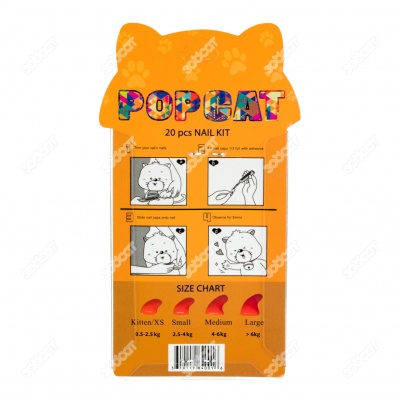 POPCAT
20 pcs NAIL KIT
Trim your cat's nails
Fill nail caps 1/3 full with adhesive
Slide nail caps onto nail
Observe for 5mins
SIZE CHART
Kitten/XS Small Medium Large
0.5-2.5kg 2.5-4kg 4-6kg > 6kg